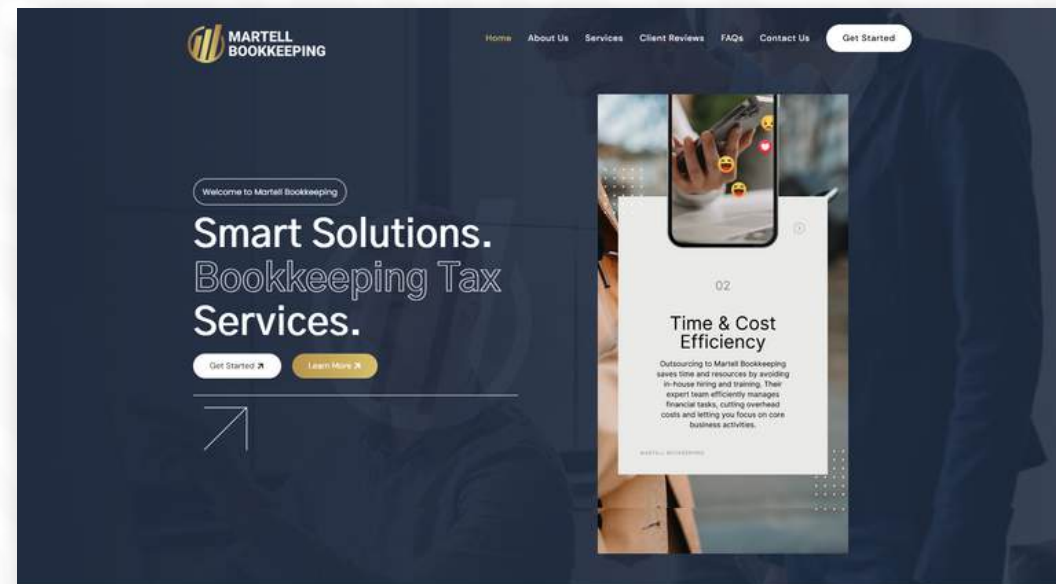 MARTELL
BOOKKEEPING
Home About Us Services Client Reviews FAQs Contact Us Get Started
Welcome to Martell Bookkeeping
Smart Solutions.
Bookkeeping Tax
Services.
Get Started Learn More
02
Time & Cost
Efficiency
Outsourcing to Martell Bookkeeping
saves time and resources by avoiding
in-house hiring and training. Their
expert team efficiently manages
financial tasks, cutting overhead
costs and letting you focus on core
business activities.
MARTELL BOOKKEEPING